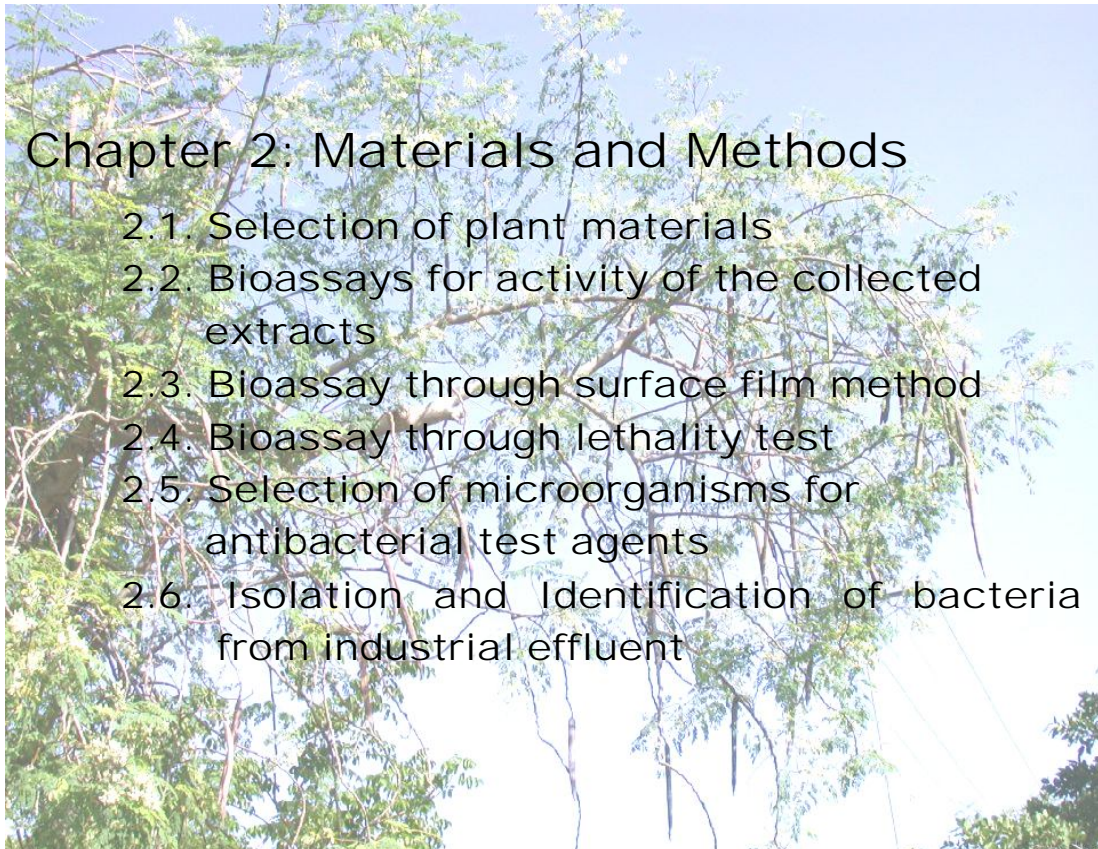 Chapter 2: Materials and Methods
2.1. Selection of plant materials
2.2. Bioassays for activity of the collected
extracts
2.3. Bioassay through surface film method
2.4. Bioassay through lethality test
2.5. Selection of microorganisms for
antibacterial test agents
2.6. Isolation and Identification of bacteria
from industrial effluent